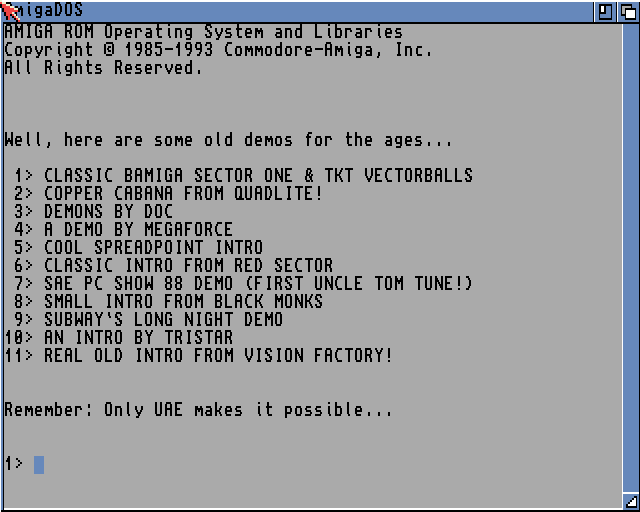 AmigaDOS
AMIGA ROM Operating System and Libraries
Copyright © 1985-1993 Commodore-Amiga, Inc.
All Rights Reserved.
Well, here are some old demos for the ages...
1> CLASSIC BAMIGA SECTOR ONE & TKT VECTORBALLS
2> COPPER CABANA FROM QUADLITE!
3> DEMONS BY DOC
4> A DEMO BY MEGAFORCE
5> COOL SPREADPOINT INTRO
6> CLASSIC INTRO FROM RED SECTOR
7> SAE PC SHOW 88 DEMO (FIRST UNCLE TOM TUNE!)
8> SMALL INTRO FROM BLACK MONKS
9> SUBWAY'S LONG NIGHT DEMO
10> AN INTRO BY TRISTAR
11> REAL OLD INTRO FROM VISION FACTORY!
Remember: Only UAE makes it possible...
1>